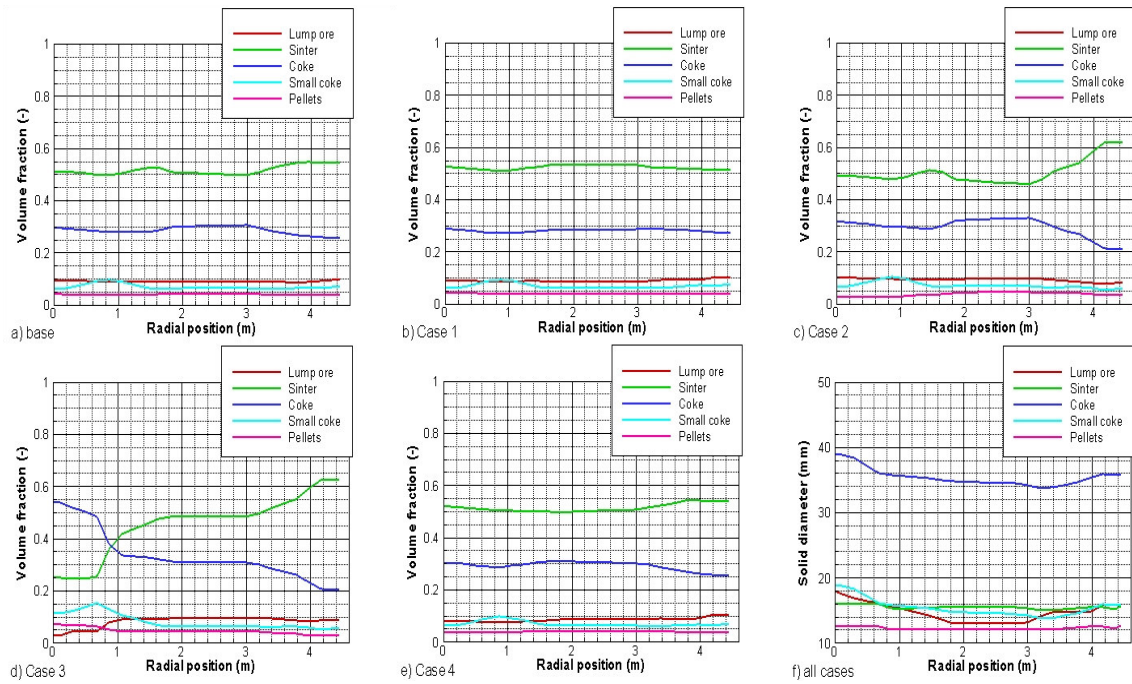 Lump ore
Sinter
Coke
Small coke
Pellets
Volume fraction (-)
1
0.8
0.6
0.4
0.2
0
0 1 2 3 4
Radial position (m)
a) base
Lump ore
Sinter
Coke
Small coke
Pellets
Volume fraction (-)
1
0.8
0.6
0.4
0.2
0
0 1 2 3 4
Radial position (m)
b) Case 1
Lump ore
Sinter
Coke
Small coke
Pellets
Volume fraction (-)
1
0.8
0.6
0.4
0.2
0
0 1 2 3 4
Radial position (m)
c) Case 2
Lump ore
Sinter
Coke
Small coke
Pellets
Volume fraction (-)
1
0.8
0.6
0.4
0.2
0
0 1 2 3 4
Radial position (m)
d) Case 3
Lump ore
Sinter
Coke
Small coke
Pellets
Volume fraction (-)
1
0.8
0.6
0.4
0.2
0
0 1 2 3 4
Radial position (m)
e) Case 4
Lump ore
Sinter
Coke
Small coke
Pellets
Solid diameter (mm)
50
40
30
20
10
0 1 2 3 4
Radial position (m)
f) all cases